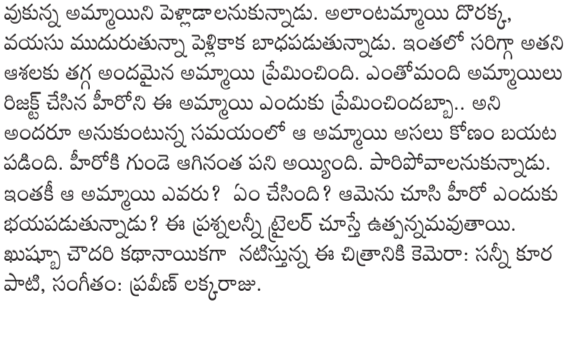 వుకున్న అమ్మాయిని పెళ్లాడాలనుకున్నాడు. అలాంటమ్మాయి దొరక్క,
వయసు ముదురుతున్నా పెళ్లికాక బాధపడుతున్నాడు. ఇంతలో సరిగ్గా అతని
ఆశలకు తగ్గ అందమైన అమ్మాయి ప్రేమించింది. ఎంతోమంది అమ్మాయిలు
రిజక్ట్ చేసిన హీరోని ఈ అమ్మాయి ఎందుకు ప్రేమించిందబ్బా.. అని
అందరూ అనుకుంటున్న సమయంలో ఆ అమ్మాయి అసలు కోణం బయట
పడింది. హీరోకి గుండె ఆగినంత పని అయ్యింది. పారిపోవాలనుకున్నాడు.
ఇంతకీ ఆ అమ్మాయి ఎవరు? ఏం చేసింది? ఆమెను చూసి హీరో ఎందుకు
భయపడుతున్నాడు? ఈ ప్రశ్నలన్నీ ట్రైలర్ చూస్తే ఉత్పన్నమవుతాయి.
ఖుష్బూ చౌదరి కథానాయికగా నటిస్తున్న ఈ చిత్రానికి కెమెరా: సన్నీ కూర
పాటి, సంగీతం: ప్రవీణ్ లక్కరాజు.